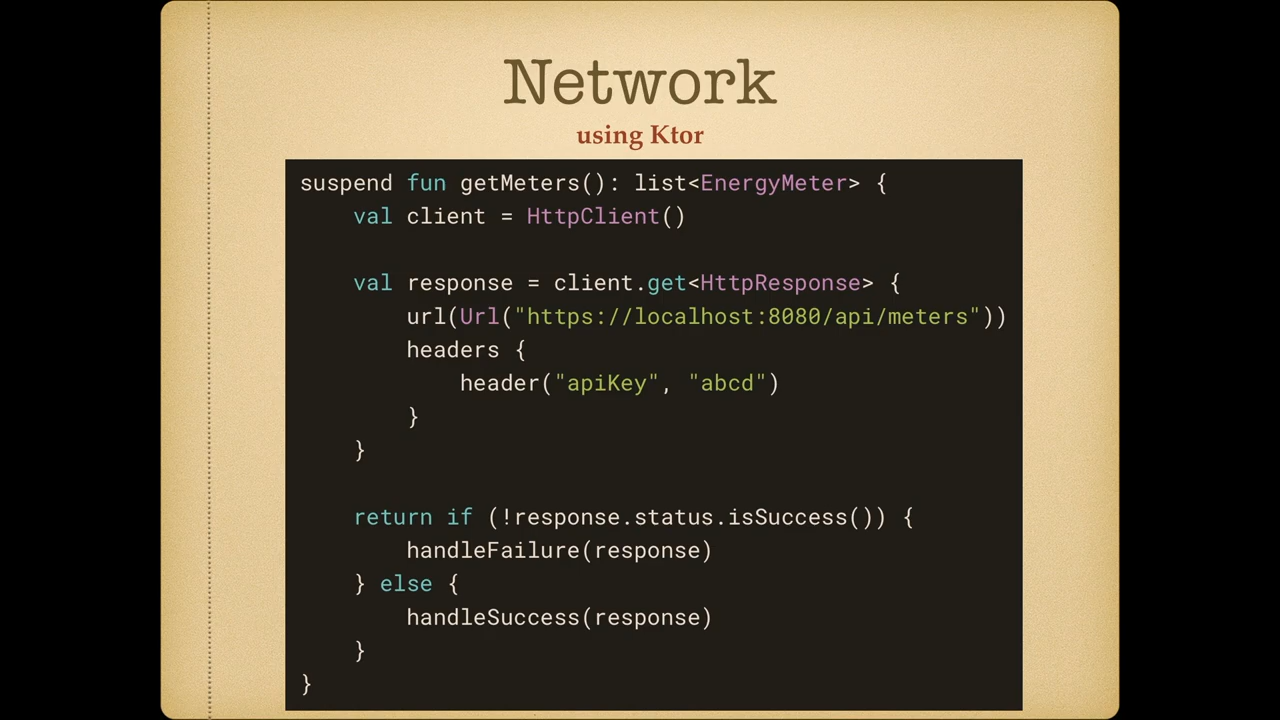 Network
using Ktor
suspend fun getMeters(): list<EnergyMeter> {
    val client = HttpClient()
    val response = client.get<HttpResponse> {
        url(Url("https://localhost:8080/api/meters"))
        headers {
            header("apiKey", "abcd")
        }
    }
    return if (!response.status.isSuccess()) {
        handleFailure(response)
    } else {
        handleSuccess(response)
    }
}